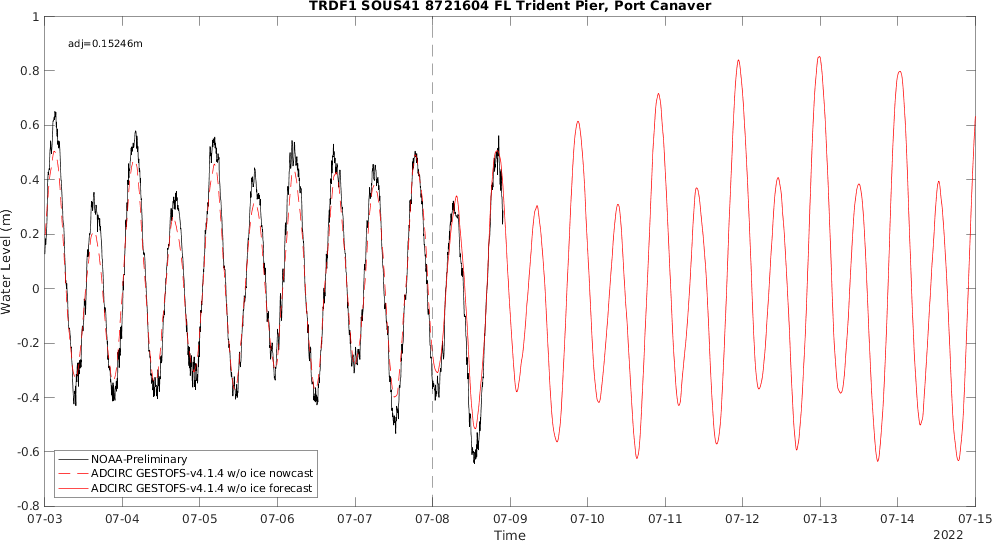 TRDF1 SOUS41 8721604 FL Trident Pier, Port Canaver
adj=0.15246m
1
0.8
0.6
0.4
0.2
0
-0.2
-0.4
-0.6
-0.8
Water Level (m)
NOAA-Preliminary
ADCIRC GESTOFS-v4.1.4 w/o ice nowcast
ADCIRC GESTOFS-v4.1.4 w/o ice forecast
07-03 07-04 07-05 07-06 07-07 07-08 07-09 07-10 07-11 07-12 07-13 07-14 07-15
Time
2022